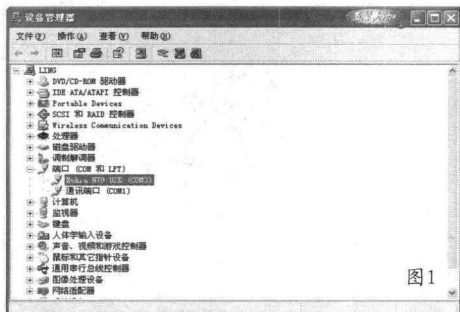 设备管理器
文件(F) 操作(A) 查看(V) 帮助(H)
LING
DVD/CD-ROM 驱动器
IDE ATA/ATAPI 控制器
Portable Devices
SCSI 和 RAID 控制器
Wireless Communication Devices
处理器
磁盘驱动器
调制解调器
端口 (COM 和 LPT)
Nokia N79 USB (COM3)
通讯端口 (COM1)
计算机
监视器
键盘
人体学输入设备
声音、视频和游戏控制器
鼠标和其它指针设备
通用串行总线控制器
图像处理设备
网络适配器
图1